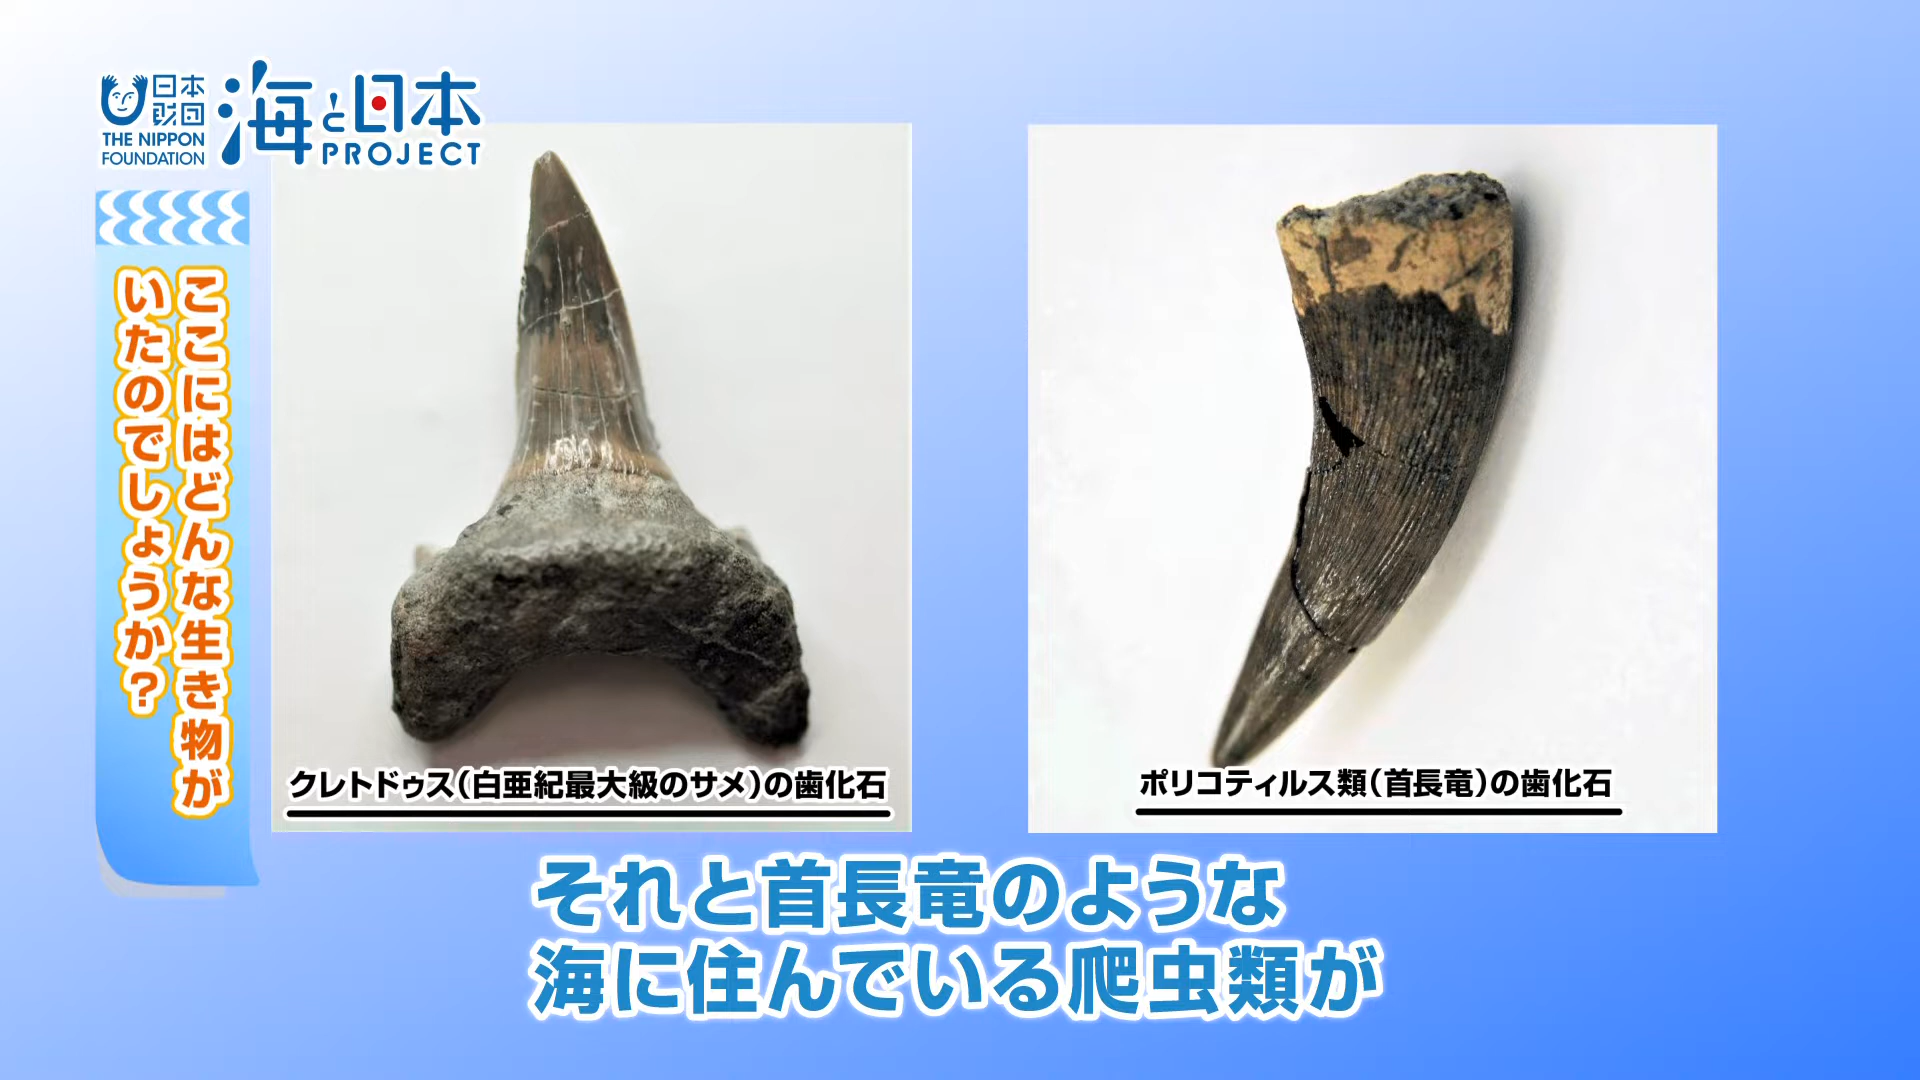 日本
財団
THE NIPPON
FOUNDATION
海と日本
PROJECT
ここにはどんな生き物が
いたのでしょうか?
クレトドゥス(白亜紀最大級のサメ)の歯化石
ポリコティルス類(首長竜)の歯化石
それと首長竜のような
海に住んでいる爬虫類が